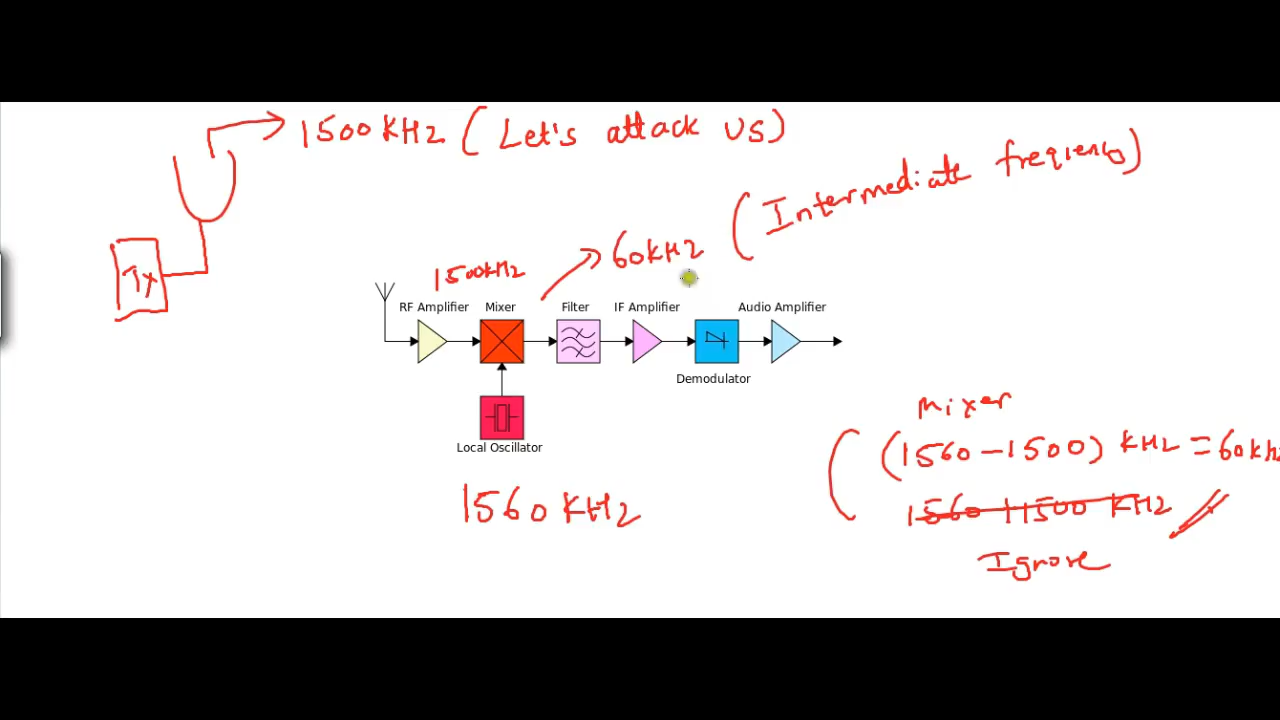 1500 KHz ( Let's attack US )
( Intermediate frequency )
60kHz
1500kHz
Tx
RF Amplifier Mixer Filter IF Amplifier Audio Amplifier
Demodulator
Local Oscillator
1560 KHz
Mixer
( (1560-1500) KHz = 60kHz
1560 + 1500 KHz
Ignore